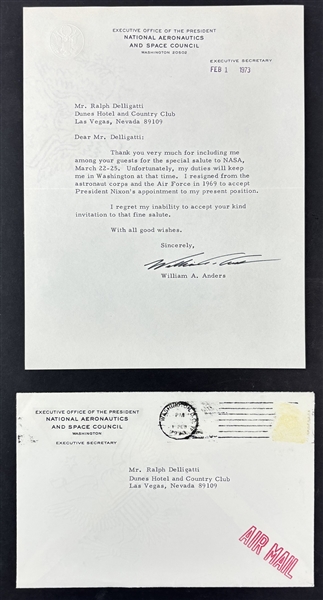 EXECUTIVE OFFICE OF THE PRESIDENT
NATIONAL AERONAUTICS
AND SPACE COUNCIL
WASHINGTON 20502
EXECUTIVE SECRETARY
FEB 1 1973
Mr. Ralph Delligatti
Dunes Hotel and Country Club
Las Vegas, Nevada 89109
Dear Mr. Delligatti:
Thank you very much for including me
among your guests for the special salute to NASA,
March 22-25. Unfortunately, my duties will keep
me in Washington at that time. I resigned from the
astronaut corps and the Air Force in 1969 to accept
President Nixon's appointment to my present position.
I regret my inability to accept your kind
invitation to that fine salute.
With all good wishes.
Sincerely,
William A. Anders
EXECUTIVE OFFICE OF THE PRESIDENT
NATIONAL AERONAUTICS
AND SPACE COUNCIL
WASHINGTON
EXECUTIVE SECRETARY
PM
Mr. Ralph Delligatti
Dunes Hotel and Country Club
Las Vegas, Nevada 89109
AIR MAIL